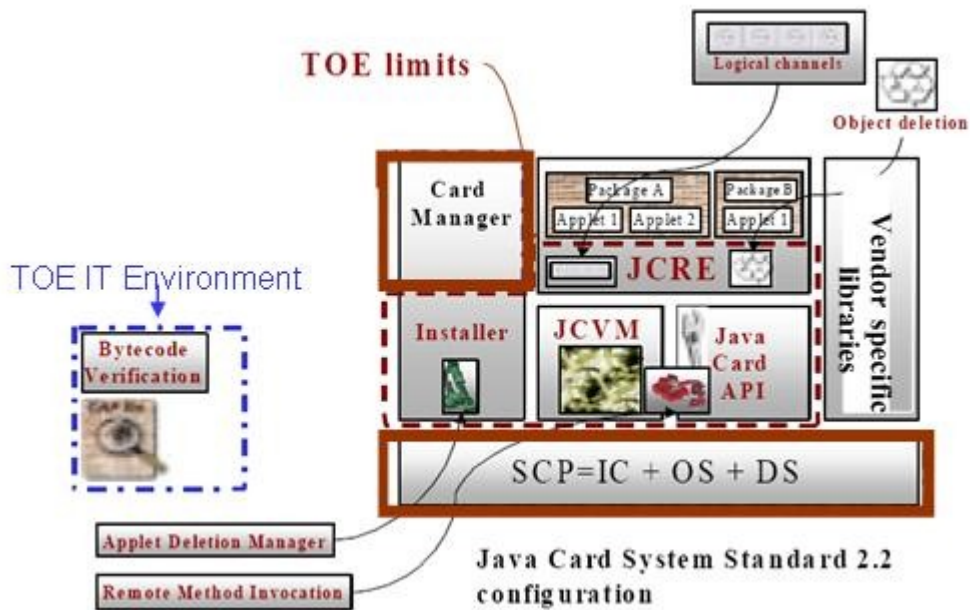 Logical channels
TOE limits
Object deletion
Card
Manager
Package A
Package B
Applet 1
Applet 2
Applet 1
JCRE
Vendor specific
libraries
TOE IT Environment
Bytecode
Verification
Installer
JCVM
Java
Card
API
SCP=IC + OS + DS
Applet Deletion Manager
Remote Method Invocation
Java Card System Standard 2.2
configuration